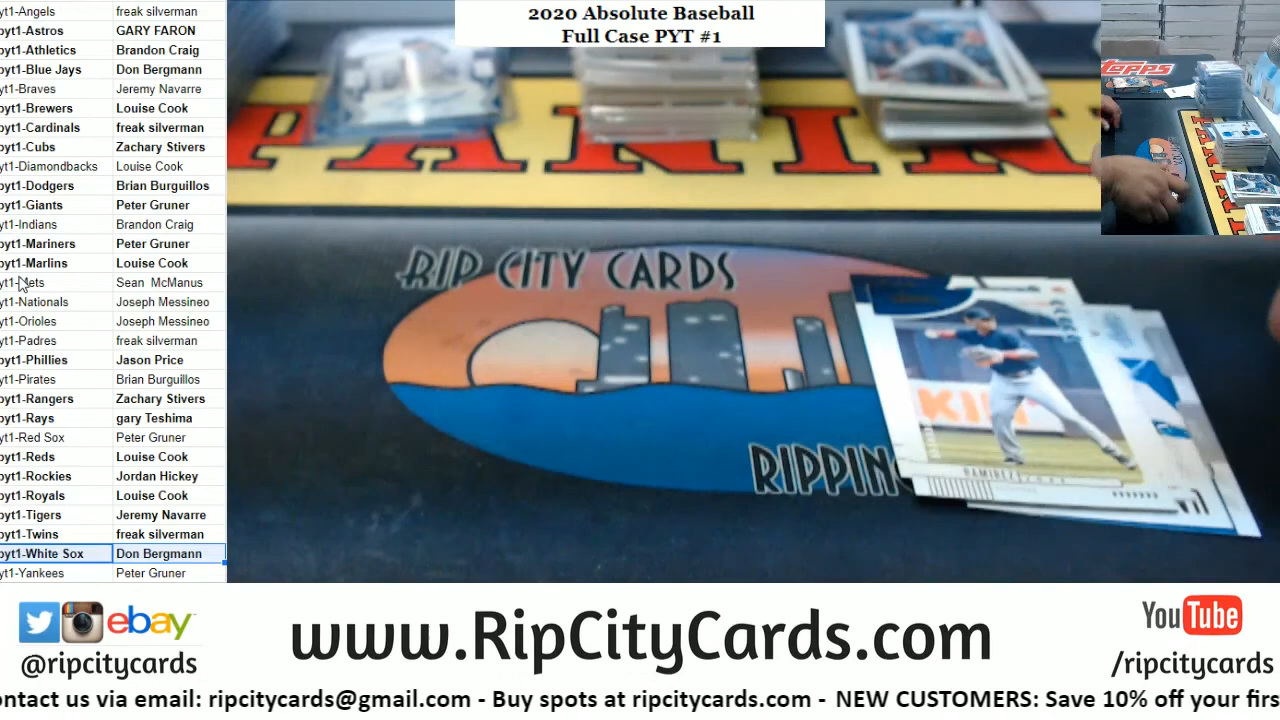 2020 Absolute Baseball
Full Case PYT #1
yt1-Angels freak silverman
pyt1-Astros GARY FARON
pyt1-Athletics Brandon Craig
pyt1-Blue Jays Don Bergmann
yt1-Braves Jeremy Navarre
pyt1-Brewers Louise Cook
pyt1-Cardinals freak silverman
pyt1-Cubs Zachary Stivers
yt1-Diamondbacks Louise Cook
pyt1-Dodgers Brian Burguillos
pyt1-Giants Peter Gruner
yt1-Indians Brandon Craig
pyt1-Mariners Peter Gruner
pyt1-Marlins Louise Cook
yt1-Mets Sean McManus
yt1-Nationals Joseph Messineo
yt1-Orioles Joseph Messineo
yt1-Padres freak silverman
pyt1-Phillies Jason Price
yt1-Pirates Brian Burguillos
pyt1-Rangers Zachary Stivers
pyt1-Rays gary Teshima
yt1-Red Sox Peter Gruner
pyt1-Reds Louise Cook
pyt1-Rockies Jordan Hickey
pyt1-Royals Louise Cook
pyt1-Tigers Jeremy Navarre
pyt1-Twins freak silverman
pyt1-White Sox Don Bergmann
yt1-Yankees Peter Gruner
PANIN
topps
RIP CITY CARDS
RIPPIN
RAMIREZ
ebay
@ripcitycards
www.RipCityCards.com
YouTube
/ripcitycards
ontact us via email: ripcitycards@gmail.com - Buy spots at ripcitycards.com - NEW CUSTOMERS: Save 10% off your firs